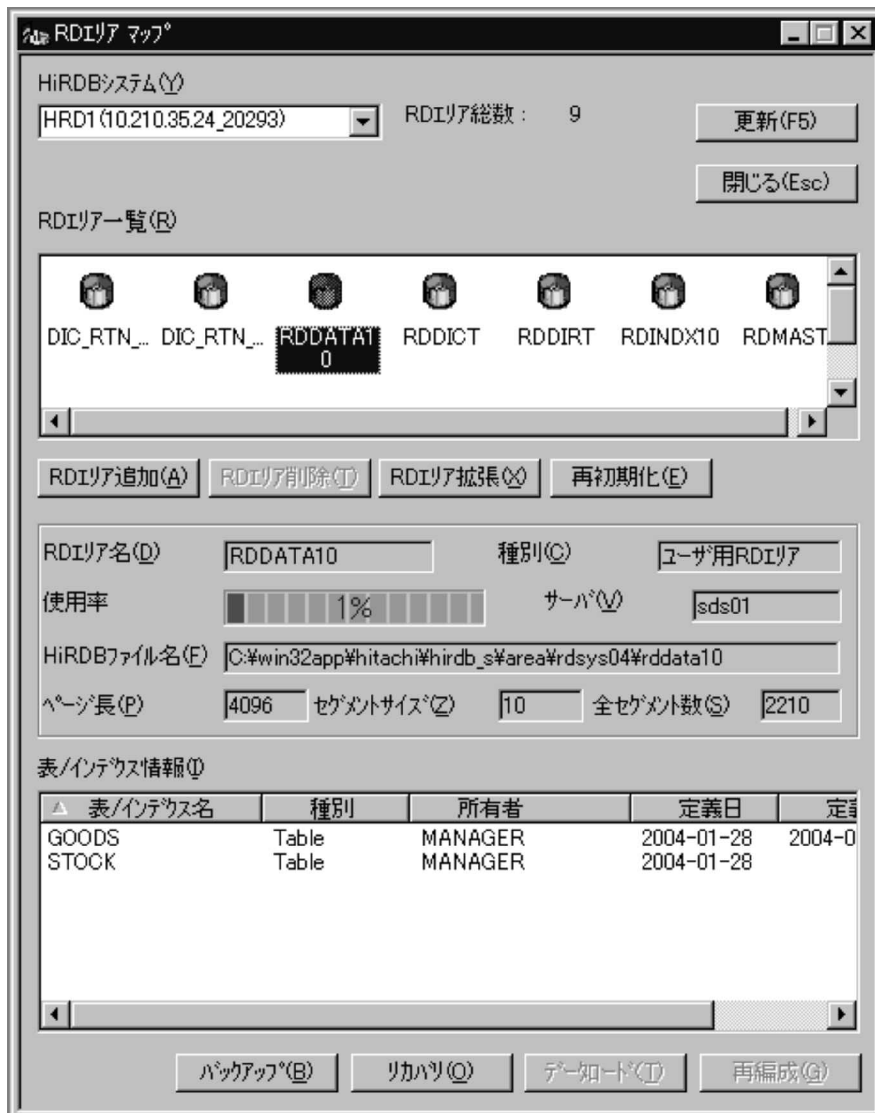 RDエリア マップ
HiRDBシステム(Y)
HRD1(10.210.35.24_20293)
RDエリア総数： 9
更新(F5)
閉じる(Esc)
RDエリア一覧(R)
DIC_RTN_... DIC_RTN_... RDDATA10 RDDICT RDDIRT RDINDX10 RDMAST
RDエリア追加(A) RDエリア削除(T) RDエリア拡張(X) 再初期化(E)
RDエリア名(D) RDDATA10 種別(C) ユーザ用RDエリア
使用率 1% サーバ(V) sds01
HiRDBファイル名(F) C:¥win32app¥hitachi¥hirdb_s¥area¥rdsys04¥rddata10
ページ長(P) 4096 セグメントサイズ(Z) 10 全セグメント数(S) 2210
表/インデクス情報(I)
表/インデクス名 種別 所有者 定義日 定義
GOODS Table MANAGER 2004-01-28 2004-0
STOCK Table MANAGER 2004-01-28
バックアップ(B) リカバリ(O) データロード(T) 再編成(G)